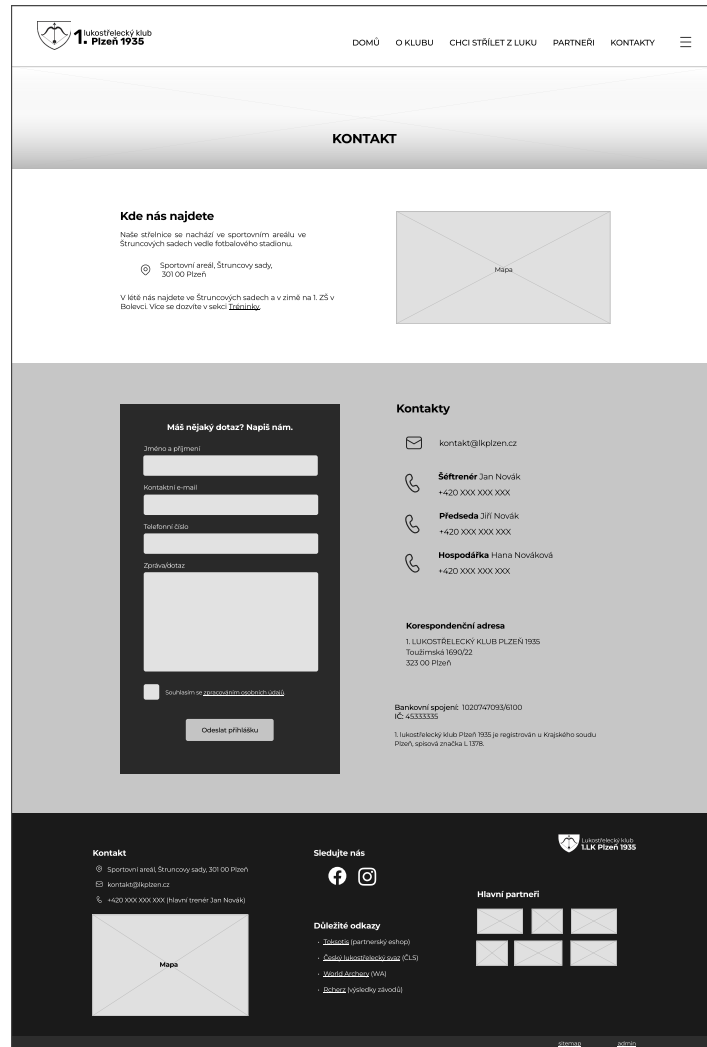 1. lukostřelecký klub
Plzeň 1935
DOMŮ O KLUBU CHCI STŘÍLET Z LUKU PARTNEŘI KONTAKTY
KONTAKT
Kde nás najdete
Naše střelnice se nachází ve sportovním areálu ve
Štruncových sadech vedle fotbalového stadionu.
Sportovní areál, Štruncovy sady,
301 00 Plzeň
V létě nás najdete ve Štruncových sadech a v zimě na 1. ZŠ v
Bolevci. Více se dozvíte v sekci Tréninky.
Mapa
Máš nějaký dotaz? Napiš nám.
Jméno a příjmení
Kontaktní e-mail
Telefonní číslo
Zpráva/dotaz
Souhlasím se zpracováním osobních údajů.
Odeslat přihlášku
Kontakty
kontakt@lkplzen.cz
Šéftrenér Jan Novák
+420 XXX XXX XXX
Předseda Jiří Novák
+420 XXX XXX XXX
Hospodářka Hana Nováková
+420 XXX XXX XXX
Korespondenční adresa
1. LUKOSTŘELECKÝ KLUB PLZEŇ 1935
Toužimská 1690/22
323 00 Plzeň
Bankovní spojení: 1020747093/6100
IČ: 45333335
1. lukostřelecký klub Plzeň 1935 je registrován u Krajského soudu
Plzeň, spisová značka L 1378.
Kontakt
Sportovní areál, Štruncovy sady, 301 00 Plzeň
kontakt@lkplzen.cz
+420 XXX XXX XXX (hlavní trenér Jan Novák)
Mapa
Sledujte nás
Důležité odkazy
• Toksotis (partnerský eshop)
• Český lukostřelecký svaz (ČLS)
• World Archery (WA)
• Rcherz (výsledky závodů)
Lukostřelecký klub
1.LK Plzeň 1935
Hlavní partneři
sitemap admin